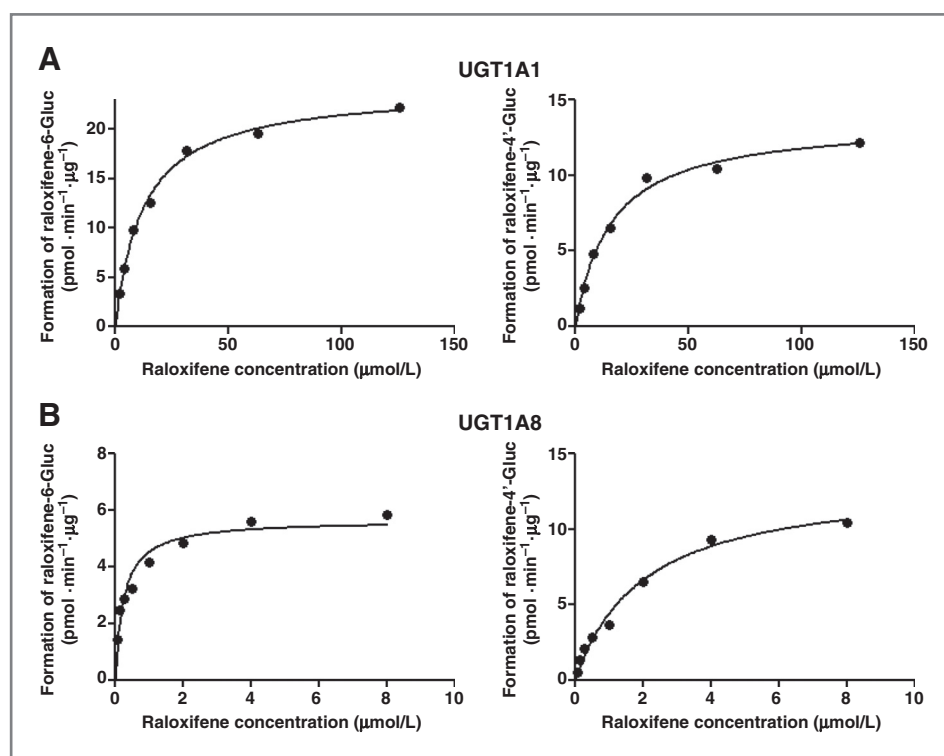 A
UGT1A1
Formation of raloxifene-6-Gluc
(pmol · min⁻¹·µg⁻¹)
20
15
10
5
0
0 50 100 150
Raloxifene concentration (µmol/L)
Formation of raloxifene-4'-Gluc
(pmol · min⁻¹·µg⁻¹)
15
10
5
0
0 50 100 150
Raloxifene concentration (µmol/L)
B
UGT1A8
Formation of raloxifene-6-Gluc
(pmol · min⁻¹·µg⁻¹)
8
6
4
2
0
0 2 4 6 8 10
Raloxifene concentration (µmol/L)
Formation of raloxifene-4'-Gluc
(pmol · min⁻¹·µg⁻¹)
15
10
5
0
0 2 4 6 8 10
Raloxifene concentration (µmol/L)